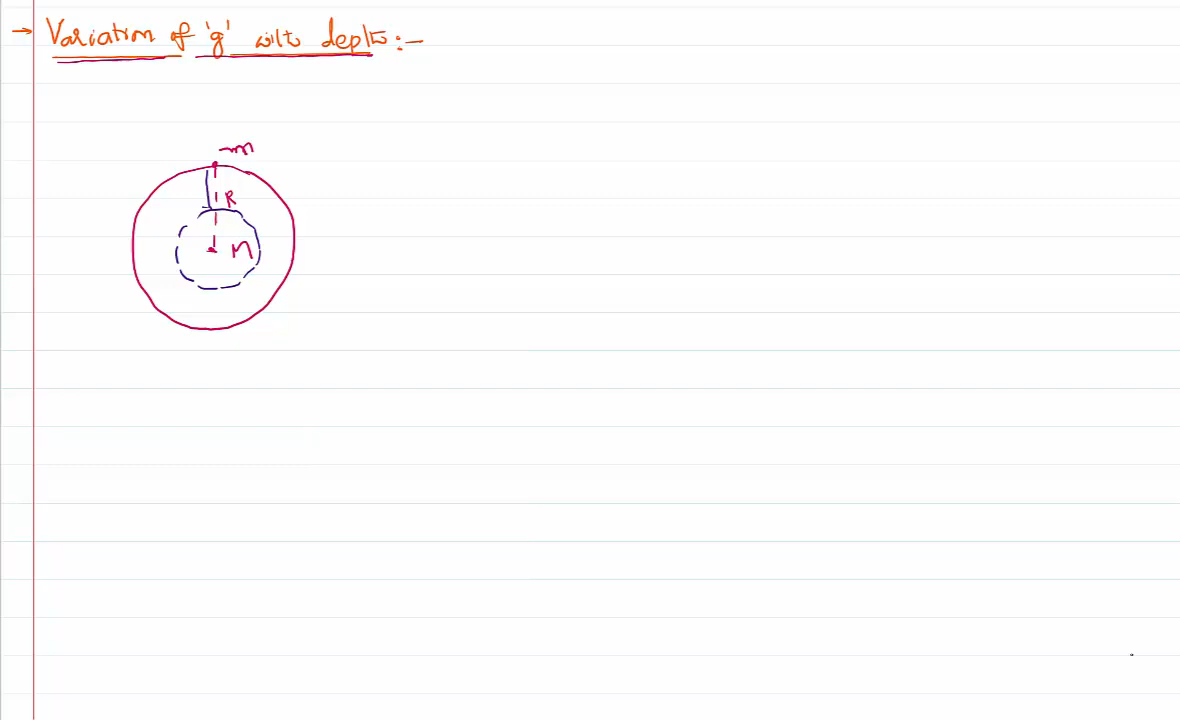 → Variation of 'g' with depth:-
m
R
M